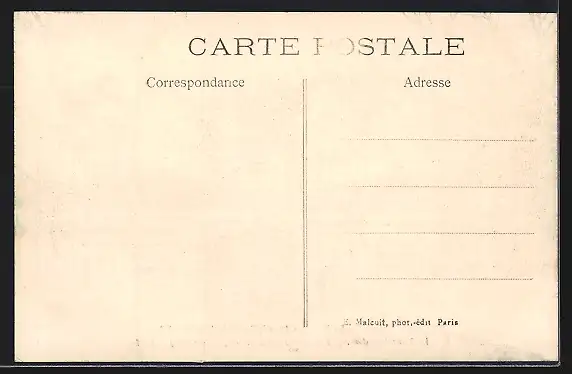 CARTE POSTALE
Correspondance
Adresse
E. Malcuit, phot.-édit Paris